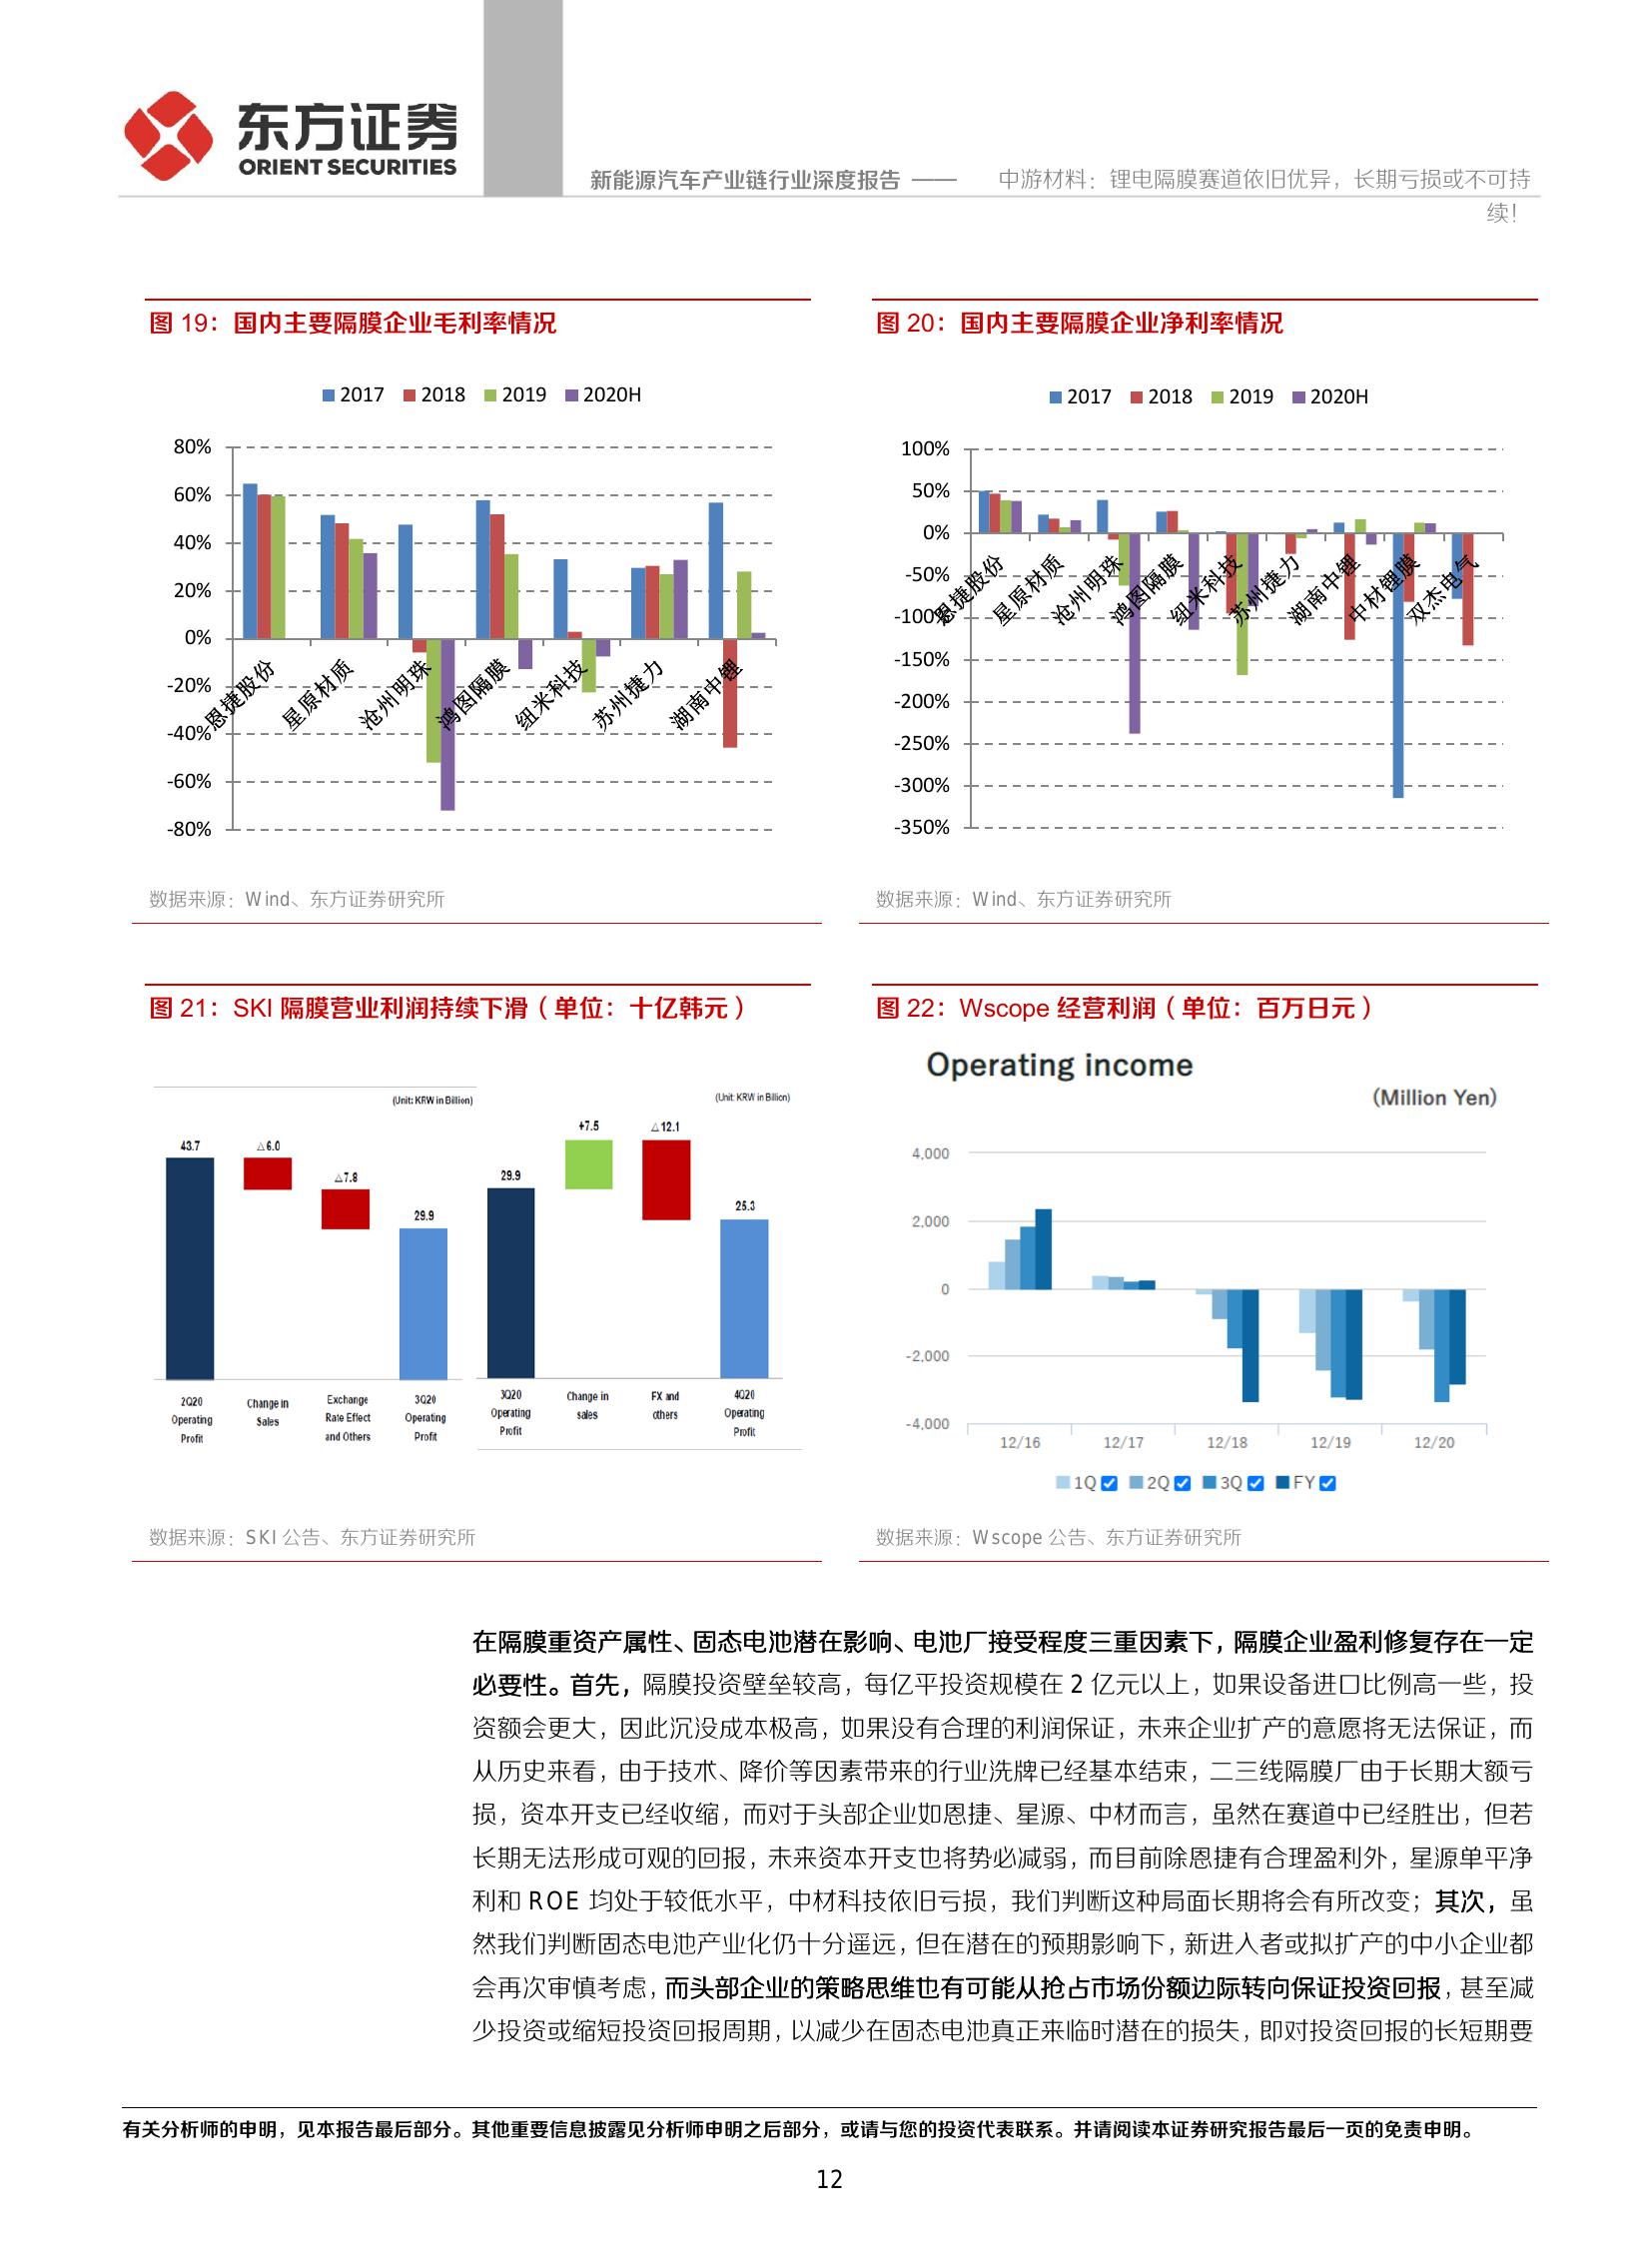 东方证券
ORIENT SECURITIES
新能源汽车产业链行业深度报告 —— 中游材料：锂电隔膜赛道依旧优异，长期亏损或不可持
续！
图 19：国内主要隔膜企业毛利率情况
2017 2018 2019 2020H
80%
60%
40%
20%
0%
-20%
-40%
-60%
-80%
恩捷股份 星原材质 沧州明珠 鸿图隔膜 纽米科技 苏州捷力 湖南中锂
数据来源：Wind、东方证券研究所
图 20：国内主要隔膜企业净利率情况
2017 2018 2019 2020H
100%
50%
0%
-50%
-100%
-150%
-200%
-250%
-300%
-350%
恩捷股份 星原材质 沧州明珠 鸿图隔膜 纽米科技 苏州捷力 湖南中锂 中材锂膜 双杰电气
数据来源：Wind、东方证券研究所
图 21：SKI 隔膜营业利润持续下滑（单位：十亿韩元）
(Unit: KRW in Billion)
43.7 △6.0 △7.8 29.9
2Q20 Operating Profit
Change in Sales
Exchange Rate Effect and Others
3Q20 Operating Profit
(Unit: KRW in Billion)
29.9 +7.5 △12.1 25.3
3Q20 Operating Profit
Change in sales
FX and others
4Q20 Operating Profit
数据来源：SKI 公告、东方证券研究所
图 22：Wscope 经营利润（单位：百万日元）
Operating income
(Million Yen)
4,000
2,000
0
-2,000
-4,000
12/16 12/17 12/18 12/19 12/20
1Q 2Q 3Q FY
数据来源：Wscope 公告、东方证券研究所
在隔膜重资产属性、固态电池潜在影响、电池厂接受程度三重因素下，隔膜企业盈利修复存在一定
必要性。首先，隔膜投资壁垒较高，每亿平投资规模在 2 亿元以上，如果设备进口比例高一些，投
资额会更大，因此沉没成本极高，如果没有合理的利润保证，未来企业扩产的意愿将无法保证，而
从历史来看，由于技术、降价等因素带来的行业洗牌已经基本结束，二三线隔膜厂由于长期大额亏
损，资本开支已经收缩，而对于头部企业如恩捷、星源、中材而言，虽然在赛道中已经胜出，但若
长期无法形成可观的回报，未来资本开支也将势必减弱，而目前除恩捷有合理盈利外，星源单平净
利和 ROE 均处于较低水平，中材科技依旧亏损，我们判断这种局面长期将会有所改变；其次，虽
然我们判断固态电池产业化仍十分遥远，但在潜在的预期影响下，新进入者或拟扩产的中小企业都
会再次审慎考虑，而头部企业的策略思维也有可能从抢占市场份额边际转向保证投资回报，甚至减
少投资或缩短投资回报周期，以减少在固态电池真正来临时潜在的损失，即对投资回报的长短期要
有关分析师的申明，见本报告最后部分。其他重要信息披露见分析师申明之后部分，或请与您的投资代表联系。并请阅读本证券研究报告最后一页的免责申明。
12